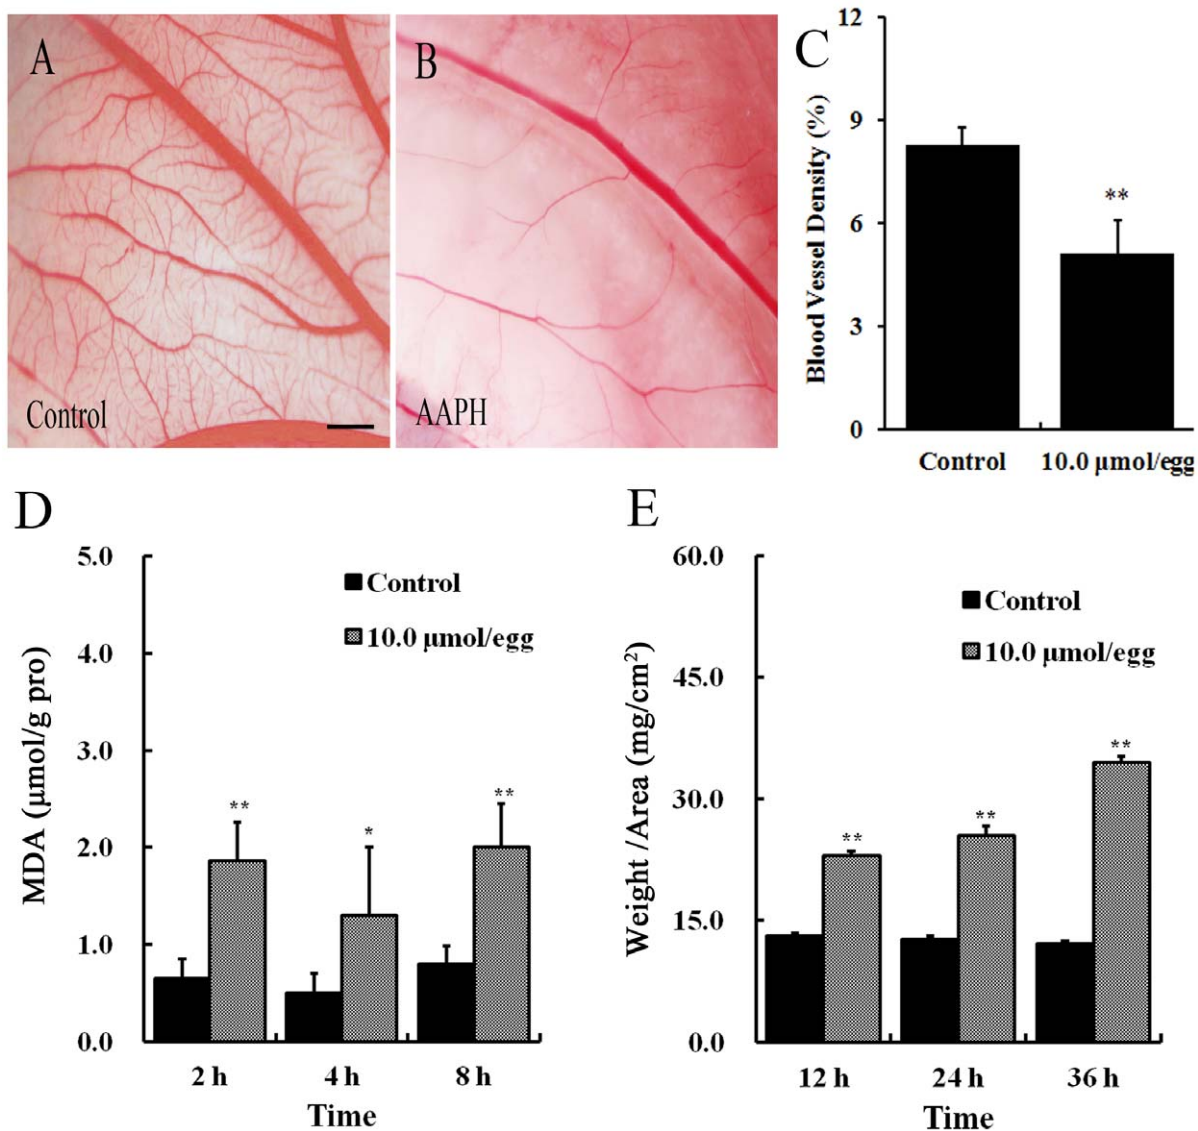 A
Control
B
AAPH
C
Blood Vessel Density (%)
12
9
6
3
0
**
Control
10.0 μmol/egg
D
MDA (μmol/g pro)
5.0
4.0
3.0
2.0
1.0
0.0
Control
10.0 μmol/egg
**
*
**
2 h
4 h
8 h
Time
E
Weight /Area (mg/cm²)
60.0
45.0
30.0
15.0
0.0
Control
10.0 μmol/egg
**
**
**
12 h
24 h
36 h
Time